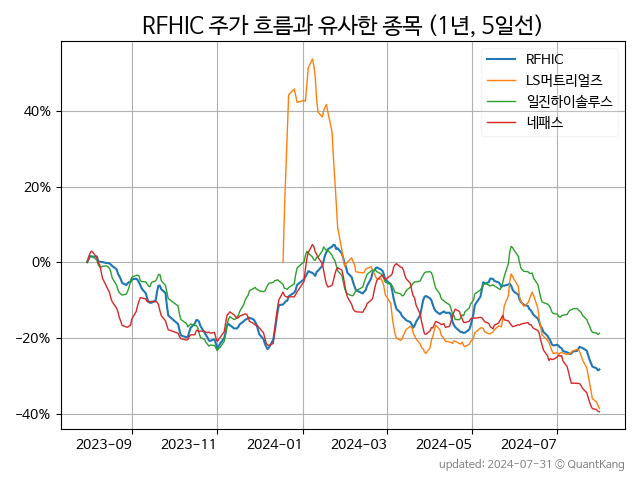 RFHIC 주가 흐름과 유사한 종목 (1년, 5일선)
RFHIC
LS머트리얼즈
일진하이솔루스
네패스
40%
20%
0%
−20%
−40%
2023-09
2023-11
2024-01
2024-03
2024-05
2024-07
updated: 2024-07-31 © QuantKang